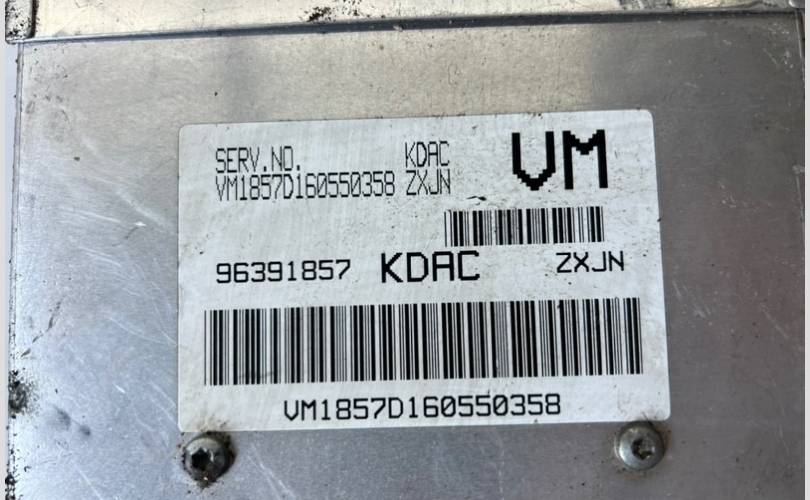 SERV.NO. KDAC VM
VM1857D160550358 ZXJN
96391857 KDAC ZXJN
VM1857D160550358